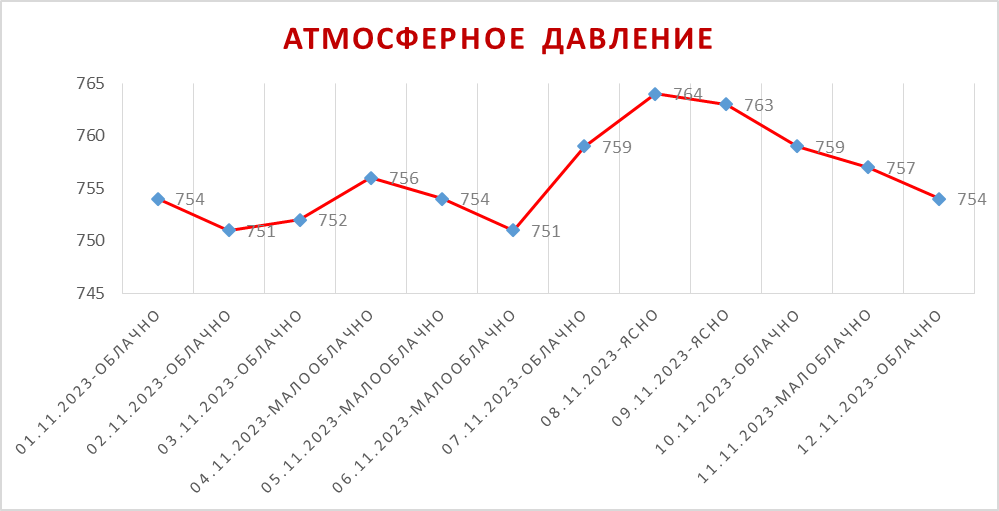 АТМОСФЕРНОЕ ДАВЛЕНИЕ
765
760
755
750
745
754
751
752
756
754
751
759
764
763
759
757
754
01.11.2023-ОБЛАЧНО
02.11.2023-ОБЛАЧНО
03.11.2023-ОБЛАЧНО
04.11.2023-МАЛООБЛАЧНО
05.11.2023-МАЛООБЛАЧНО
06.11.2023-МАЛООБЛАЧНО
07.11.2023-ОБЛАЧНО
08.11.2023-ЯСНО
09.11.2023-ЯСНО
10.11.2023-ОБЛАЧНО
11.11.2023-МАЛОБЛАЧНО
12.11.2023-ОБЛАЧНО